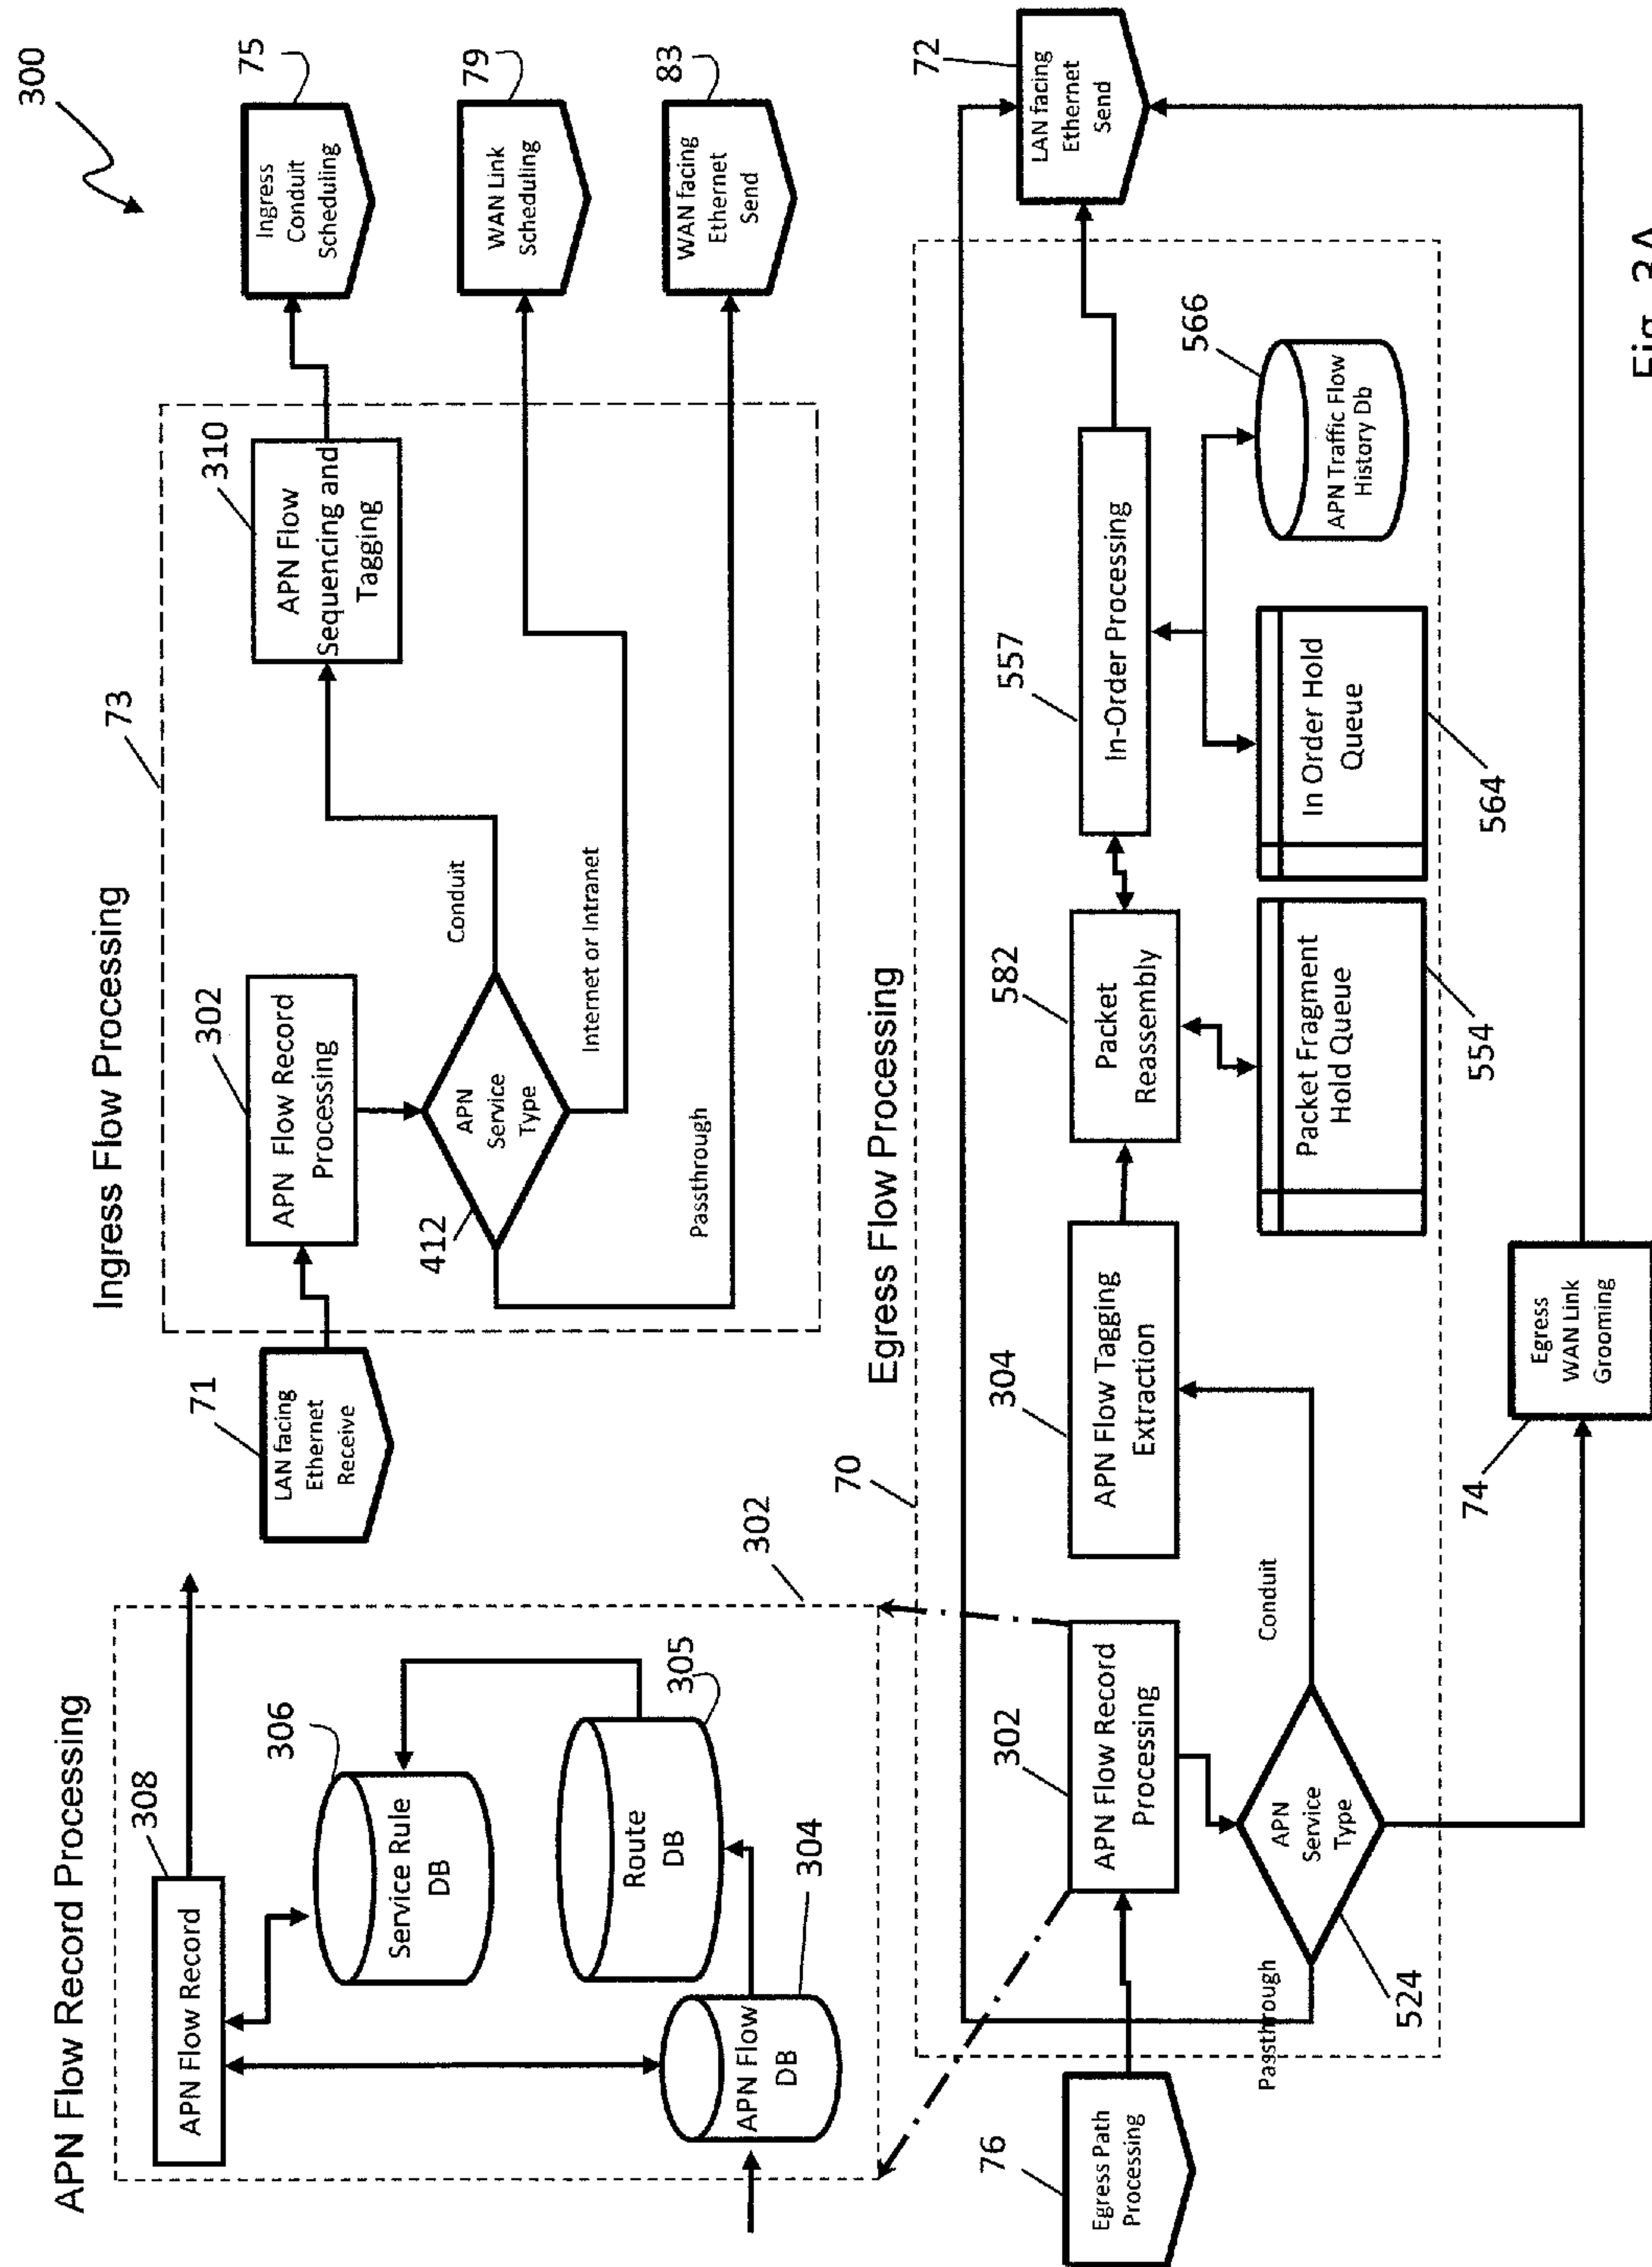 300
APN Flow Record Processing
308
APN Flow Record
306
Service Rule
DB
305
Route
DB
304
APN Flow
DB
302
Ingress Flow Processing
73
71
LAN facing
Ethernet
Receive
302
APN Flow Record
Processing
412
APN
Service
Type
Conduit
Internet or Intranet
Passthrough
310
APN Flow
Sequencing and
Tagging
75
Ingress
Conduit
Scheduling
79
WAN Link
Scheduling
83
WAN facing
Ethernet
Send
Egress Flow Processing
70
76
Egress Path
Processing
302
APN Flow Record
Processing
524
APN
Service
Type
Passthrough
Conduit
304
APN Flow Tagging
Extraction
582
Packet
Reassembly
554
Packet Fragment
Hold Queue
557
In-Order Processing
564
In Order Hold
Queue
566
APN Traffic Flow
History Db
72
LAN facing
Ethernet
Send
74
Egress
WAN Link
Grooming
Fig. 3A